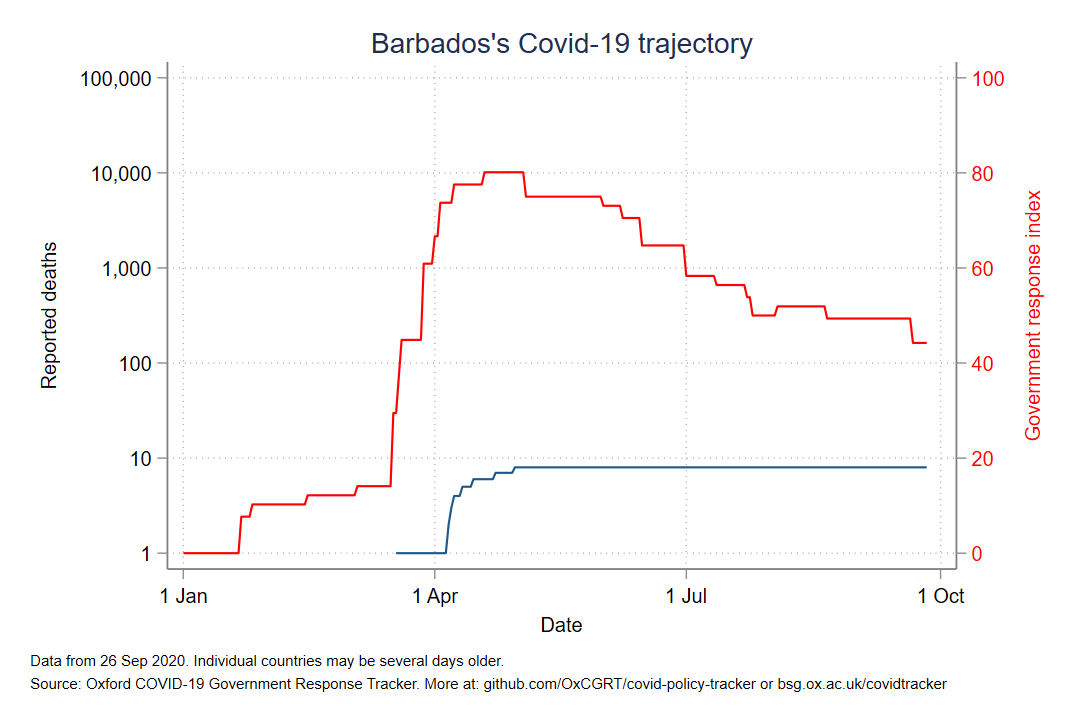 Barbados's Covid-19 trajectory
100,000
10,000
1,000
100
10
1
Reported deaths
100
80
60
40
20
0
Government response index
1 Jan
1 Apr
1 Jul
1 Oct
Date
Data from 26 Sep 2020. Individual countries may be several days older.
Source: Oxford COVID-19 Government Response Tracker. More at: github.com/OxCGRT/covid-policy-tracker or bsg.ox.ac.uk/covidtracker